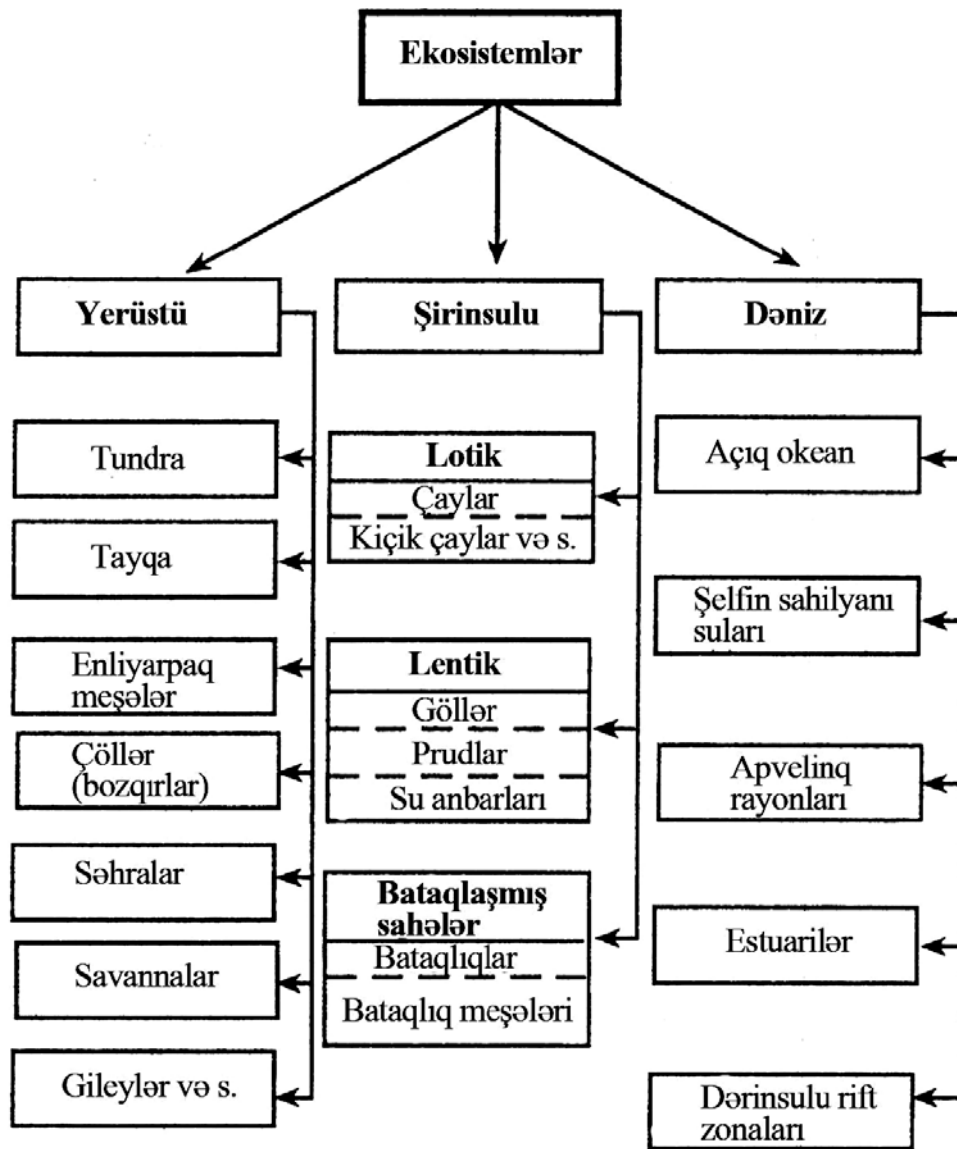 Ekosistemlər
Yerüstü
Tundra
Tayqa
Enliyarpaq
meşələr
Çöllər
(bozqırlar)
Səhralar
Savannalar
Gileylər və s.
Şirinsulu
Lotik
Çaylar
Kiçik çaylar və s.
Lentik
Göllər
Prudlar
Su anbarları
Bataqlaşmış
sahələr
Bataqlıqlar
Bataqlıq meşələri
Dəniz
Açıq okean
Şelfin sahilyanı
suları
Apvelinq
rayonları
Estuarilər
Dərinsulu rift
zonaları